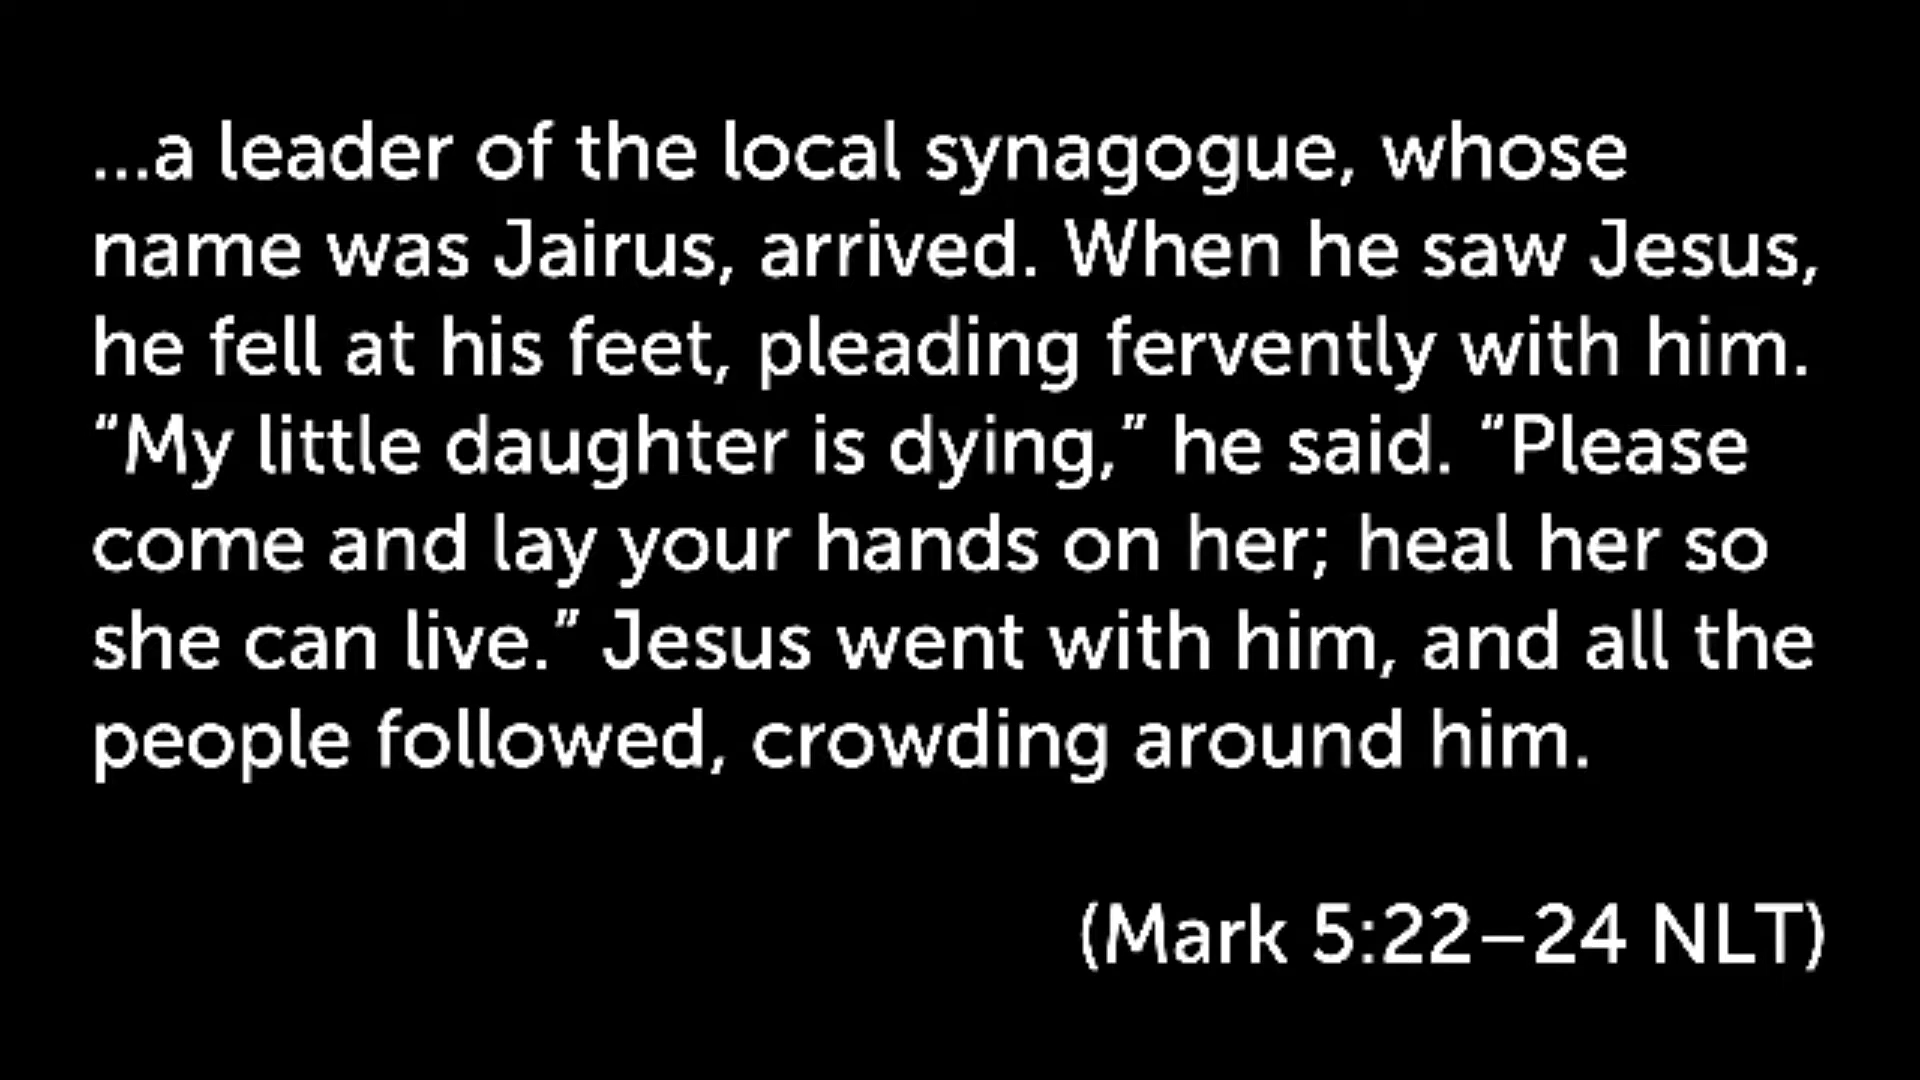 ...a leader of the local synagogue, whose
name was Jairus, arrived. When he saw Jesus,
he fell at his feet, pleading fervently with him.
“My little daughter is dying,” he said. “Please
come and lay your hands on her; heal her so
she can live.” Jesus went with him, and all the
people followed, crowding around him.
(Mark 5:22–24 NLT)